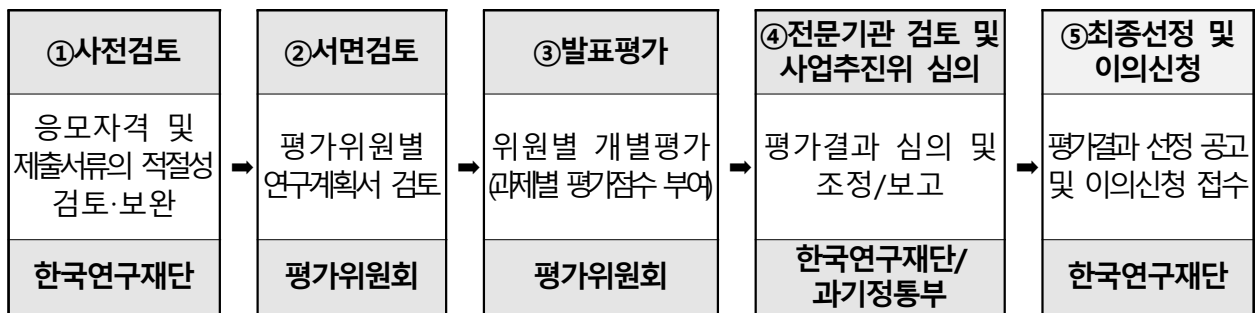 ①사전검토
응모자격 및
제출서류의 적절성
검토·보완
한국연구재단
➡
②서면검토
평가위원별
연구계획서 검토
평가위원회
➡
③발표평가
위원별 개별평가
(과제별 평가점수 부여)
평가위원회
➡
④전문기관 검토 및
사업추진위 심의
평가결과 심의 및
조정/보고
한국연구재단/
과기정통부
➡
⑤최종선정 및
이의신청
평가결과 선정 공고
및 이의신청 접수
한국연구재단